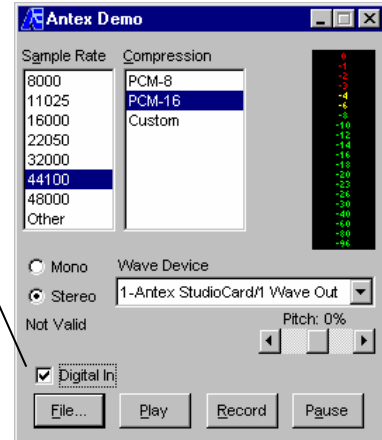 Antex Demo
Sample Rate
8000
11025
16000
22050
32000
44100
48000
Other
Compression
PCM-8
PCM-16
Custom
0
-1
-2
-3
-4
-6
-8
-10
-12
-14
-16
-18
-20
-23
-26
-30
-40
-60
-80
-96
Mono
Stereo
Not Valid
Wave Device
1-Antex StudioCard/1 Wave Out
Pitch: 0%
Digital In
File...
Play
Record
Pause